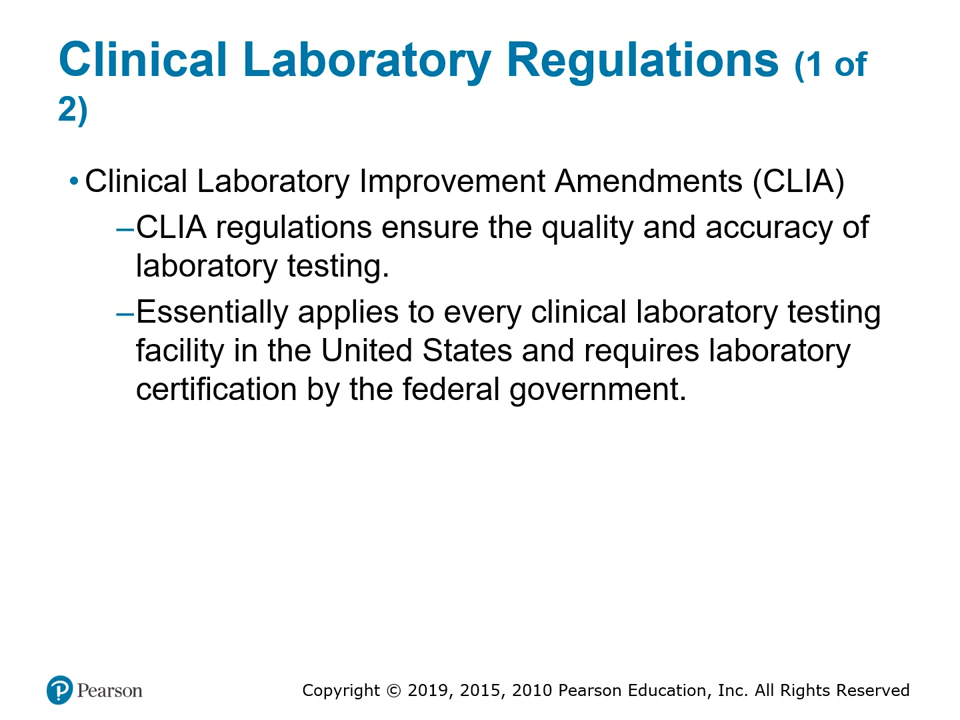 Clinical Laboratory Regulations (1 of
2)
• Clinical Laboratory Improvement Amendments (CLIA)
–CLIA regulations ensure the quality and accuracy of
laboratory testing.
–Essentially applies to every clinical laboratory testing
facility in the United States and requires laboratory
certification by the federal government.
Pearson
Copyright © 2019, 2015, 2010 Pearson Education, Inc. All Rights Reserved